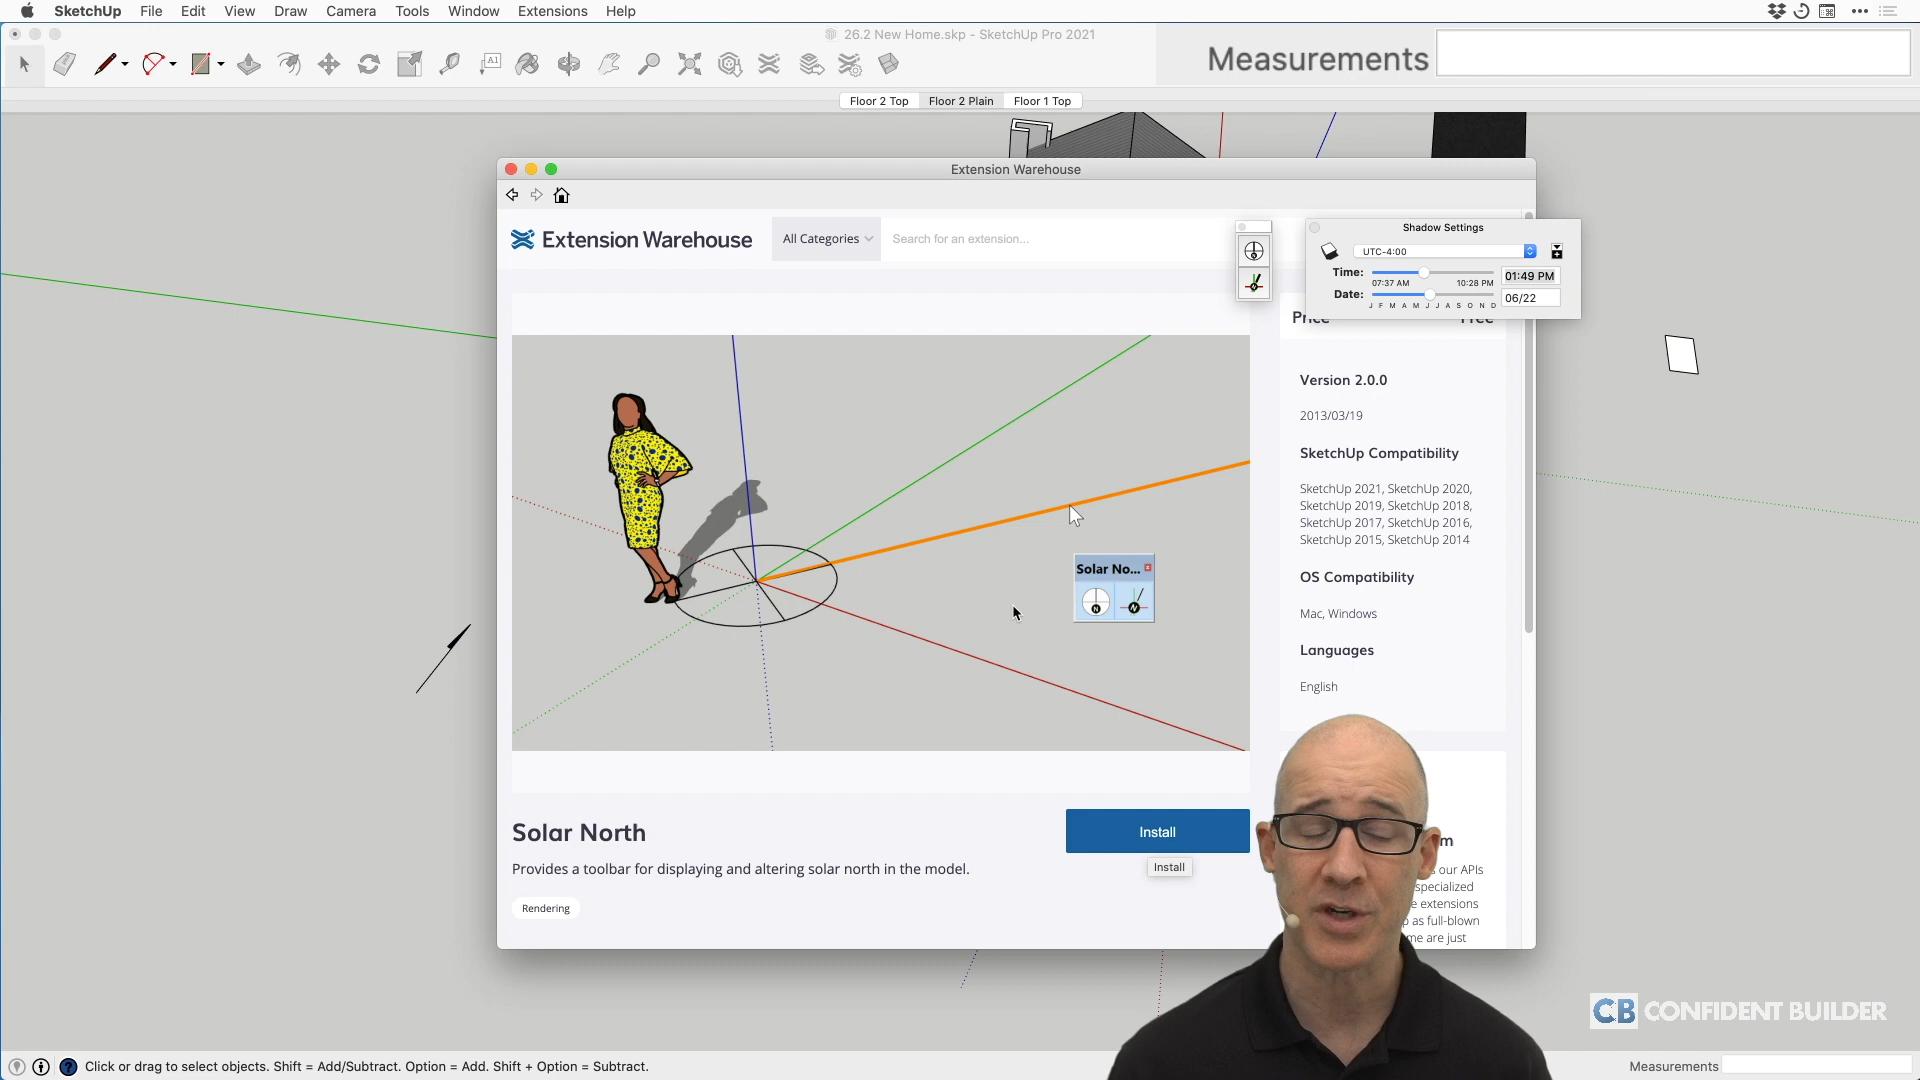 SketchUp File Edit View Draw Camera Tools Window Extensions Help
26.2 New Home.skp - SketchUp Pro 2021
A1
Measurements
Floor 2 Top Floor 2 Plain Floor 1 Top
Extension Warehouse
Extension Warehouse All Categories Search for an extension...
Shadow Settings
UTC-4:00
Time: 01:49 PM
07:37 AM 10:28 PM
Date: 06/22
J F M A M J J A S O N D
Price Free
Version 2.0.0
2013/03/19
SketchUp Compatibility
SketchUp 2021, SketchUp 2020,
SketchUp 2019, SketchUp 2018,
SketchUp 2017, SketchUp 2016,
SketchUp 2015, SketchUp 2014
OS Compatibility
Mac, Windows
Languages
English
Solar No...
N N
Solar North
Install
Install
Provides a toolbar for displaying and altering solar north in the model.
Rendering
our APIs
specialized
extensions
as full-blown
me are just
CB CONFIDENT BUILDER
Click or drag to select objects. Shift = Add/Subtract. Option = Add. Shift + Option = Subtract.
Measurements